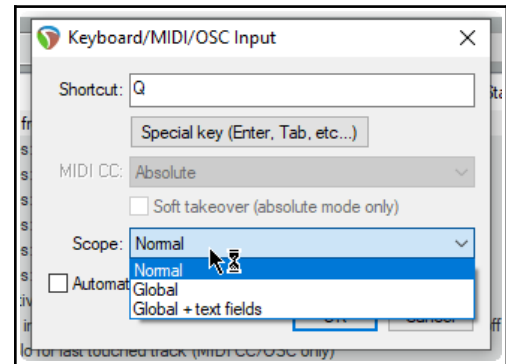 Keyboard/MIDI/OSC Input
Shortcut: Q
Special key (Enter, Tab, etc...)
MIDI CC: Absolute
Soft takeover (absolute mode only)
Scope: Normal
Normal
Automat
Global
Global + text fields
lo for last touched track (MIDI CC/OSC only)